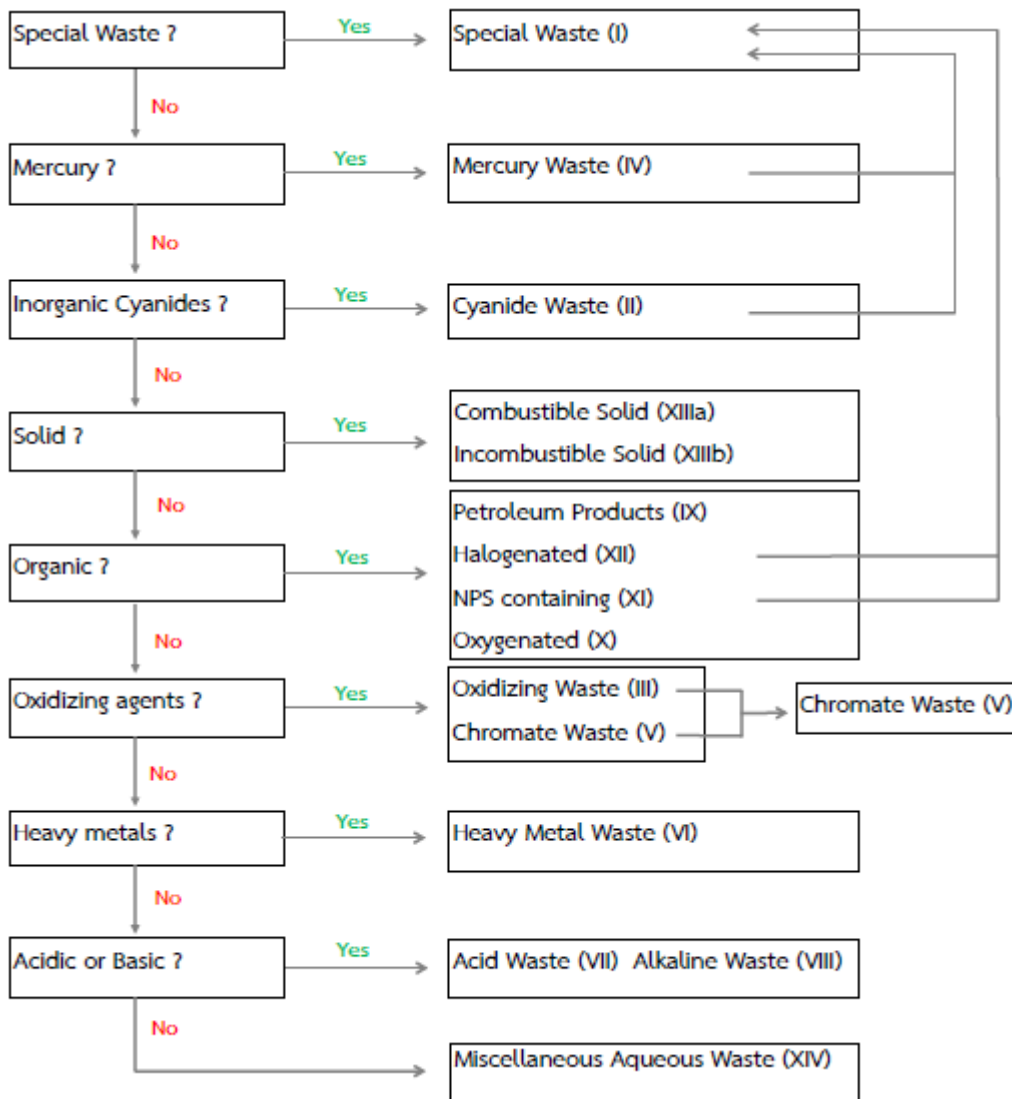 Special Waste ?
Yes
Special Waste (I)
No
Mercury ?
Yes
Mercury Waste (IV)
No
Inorganic Cyanides ?
Yes
Cyanide Waste (II)
No
Solid ?
Yes
Combustible Solid (XIIIa)
Incombustible Solid (XIIIb)
No
Organic ?
Yes
Petroleum Products (IX)
Halogenated (XII)
NPS containing (XI)
Oxygenated (X)
No
Oxidizing agents ?
Yes
Oxidizing Waste (III)
Chromate Waste (V)
Chromate Waste (V)
No
Heavy metals ?
Yes
Heavy Metal Waste (VI)
No
Acidic or Basic ?
Yes
Acid Waste (VII) Alkaline Waste (VIII)
No
Miscellaneous Aqueous Waste (XIV)